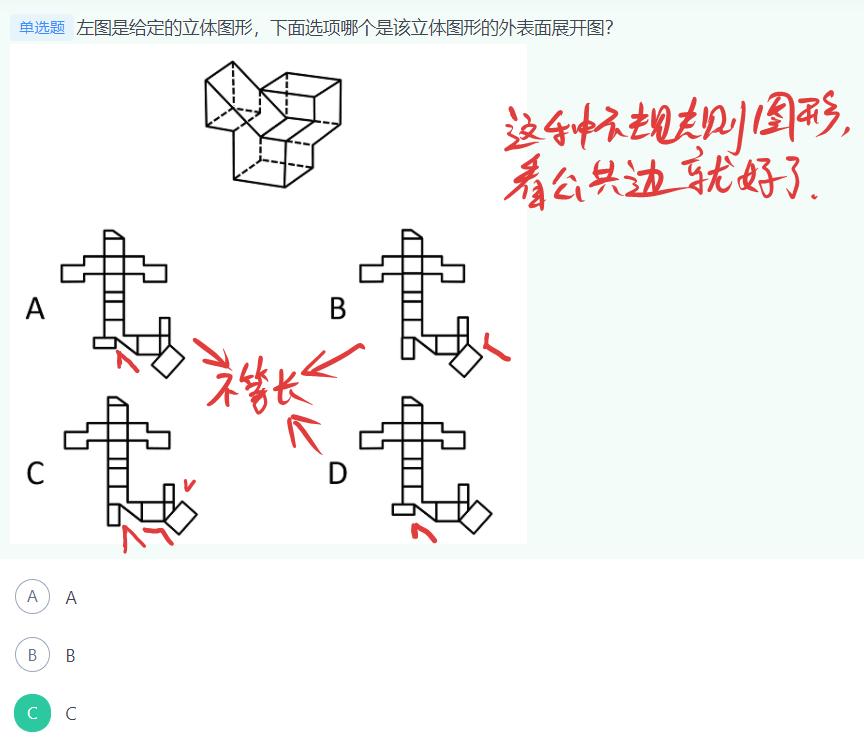 单选题 左图是给定的立体图形，下面选项哪个是该立体图形的外表面展开图？
这种不规则图形，
看公共边就好了.
A
B
不等长
C
D
A A
B B
C C